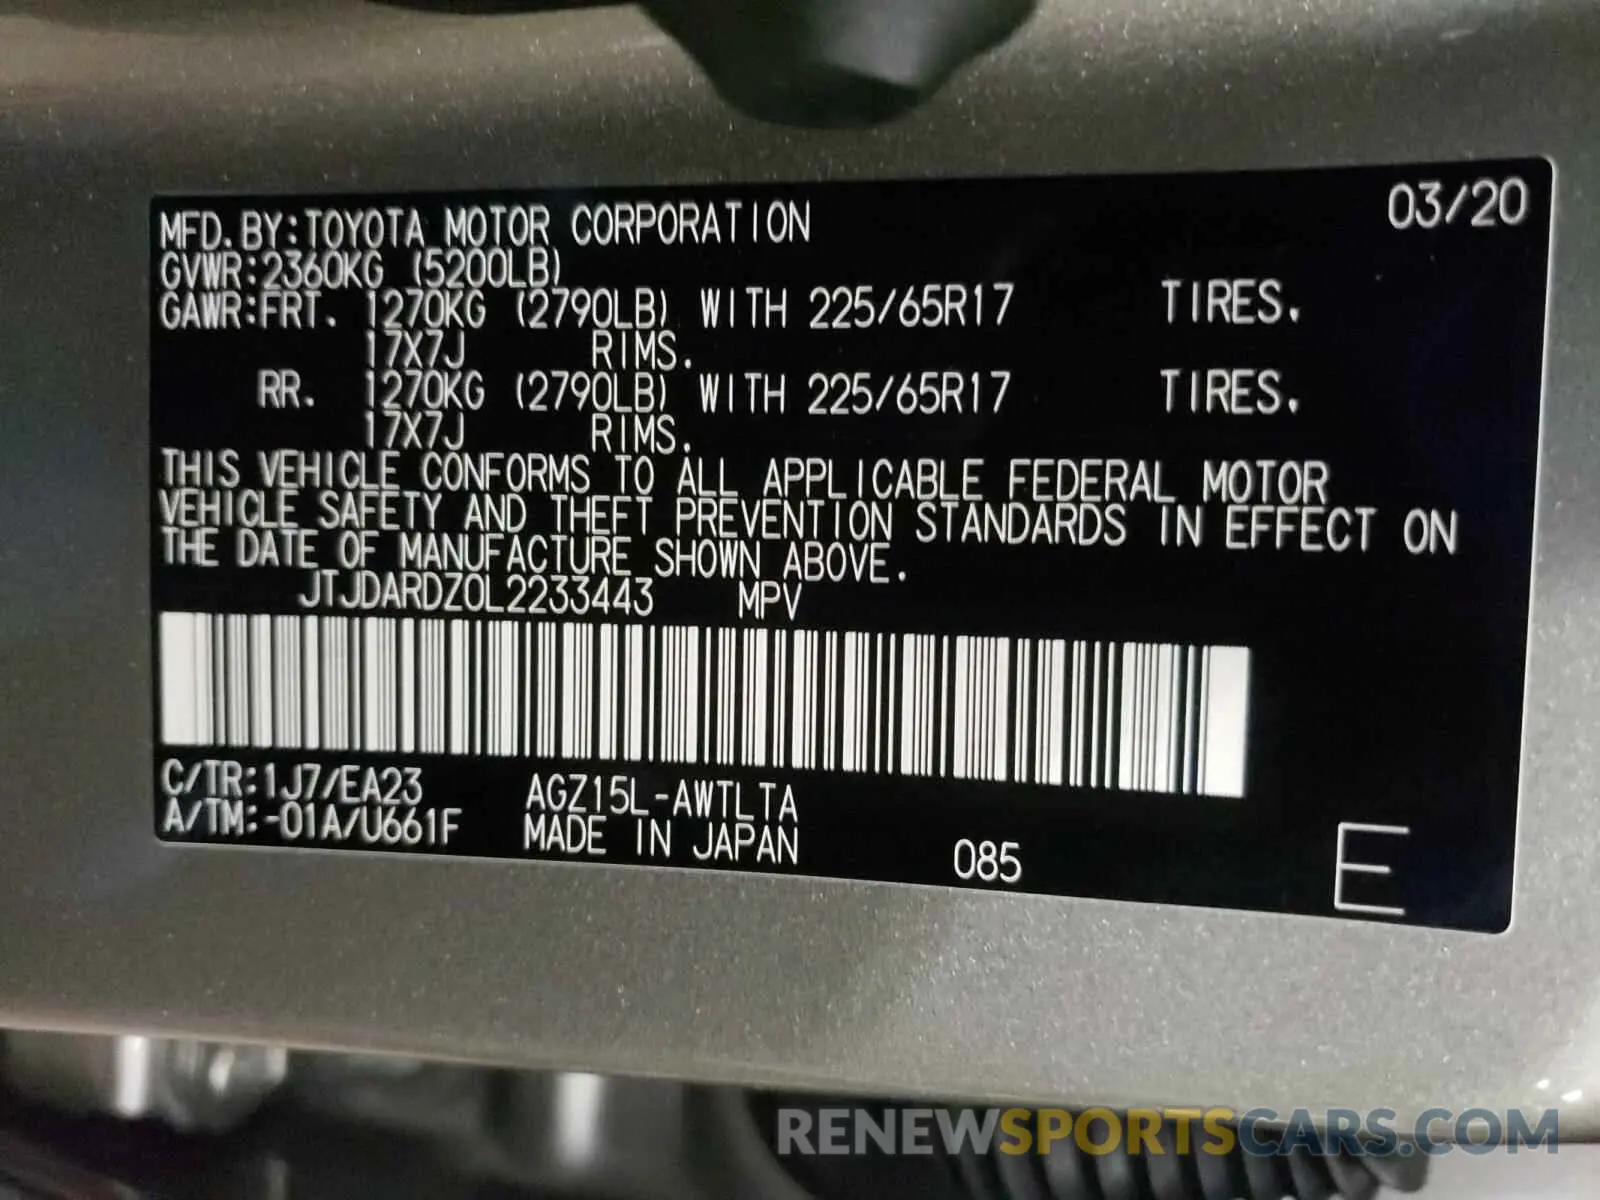 03/20
MFD.BY:TOYOTA MOTOR CORPORATION
GVWR:2360KG (5200LB)
GAWR:FRT. 1270KG (2790LB) WITH 225/65R17 TIRES.
17X7J RIMS.
RR. 1270KG (2790LB) WITH 225/65R17 TIRES.
17X7J RIMS.
THIS VEHICLE CONFORMS TO ALL APPLICABLE FEDERAL MOTOR
VEHICLE SAFETY AND THEFT PREVENTION STANDARDS IN EFFECT ON
THE DATE OF MANUFACTURE SHOWN ABOVE.
JTJDARDZ0L2233443 MPV
C/TR:1J7/EA23 AGZ15L-AWTLTA
A/TM:-01A/U661F MADE IN JAPAN
085
E
RENEWSPORTSCARS.COM